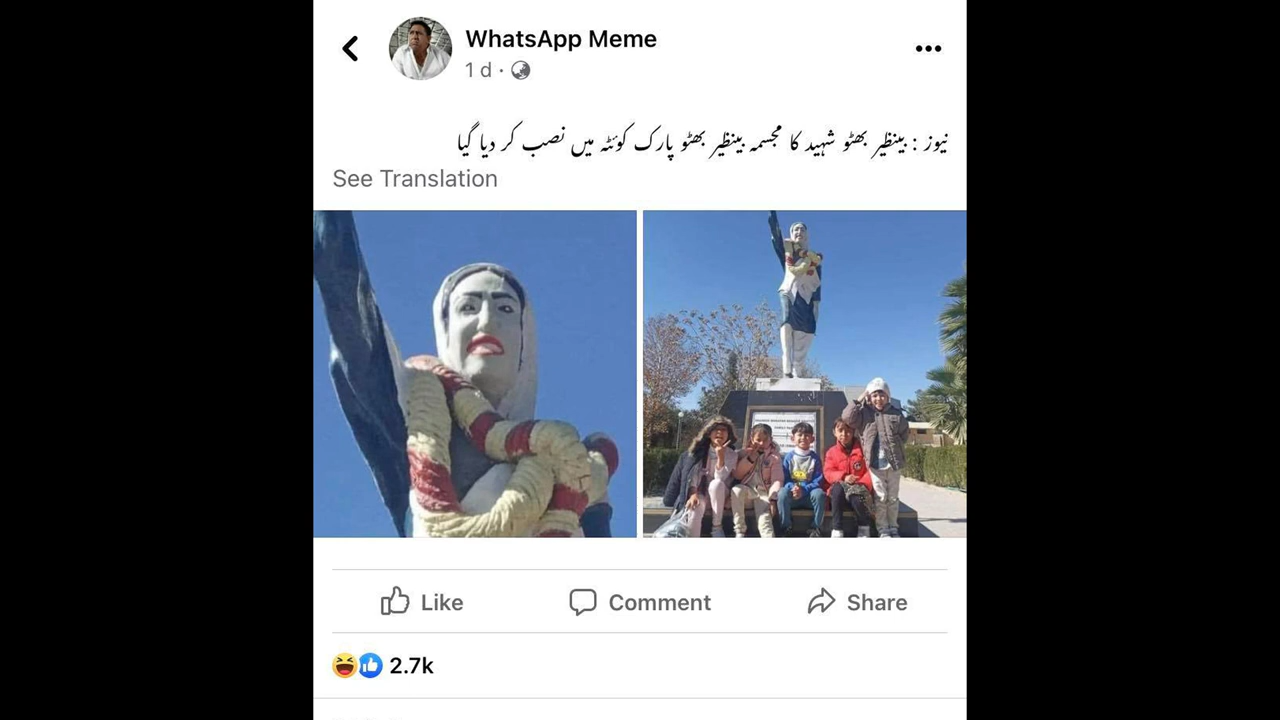 WhatsApp Meme
1 d ·
نیوز : بینظیر بھٹو شہید کا مجسمہ بینظیر بھٹو پارک کوئٹہ میں نصب کر دیا گیا
See Translation
Like
Comment
Share
2.7k